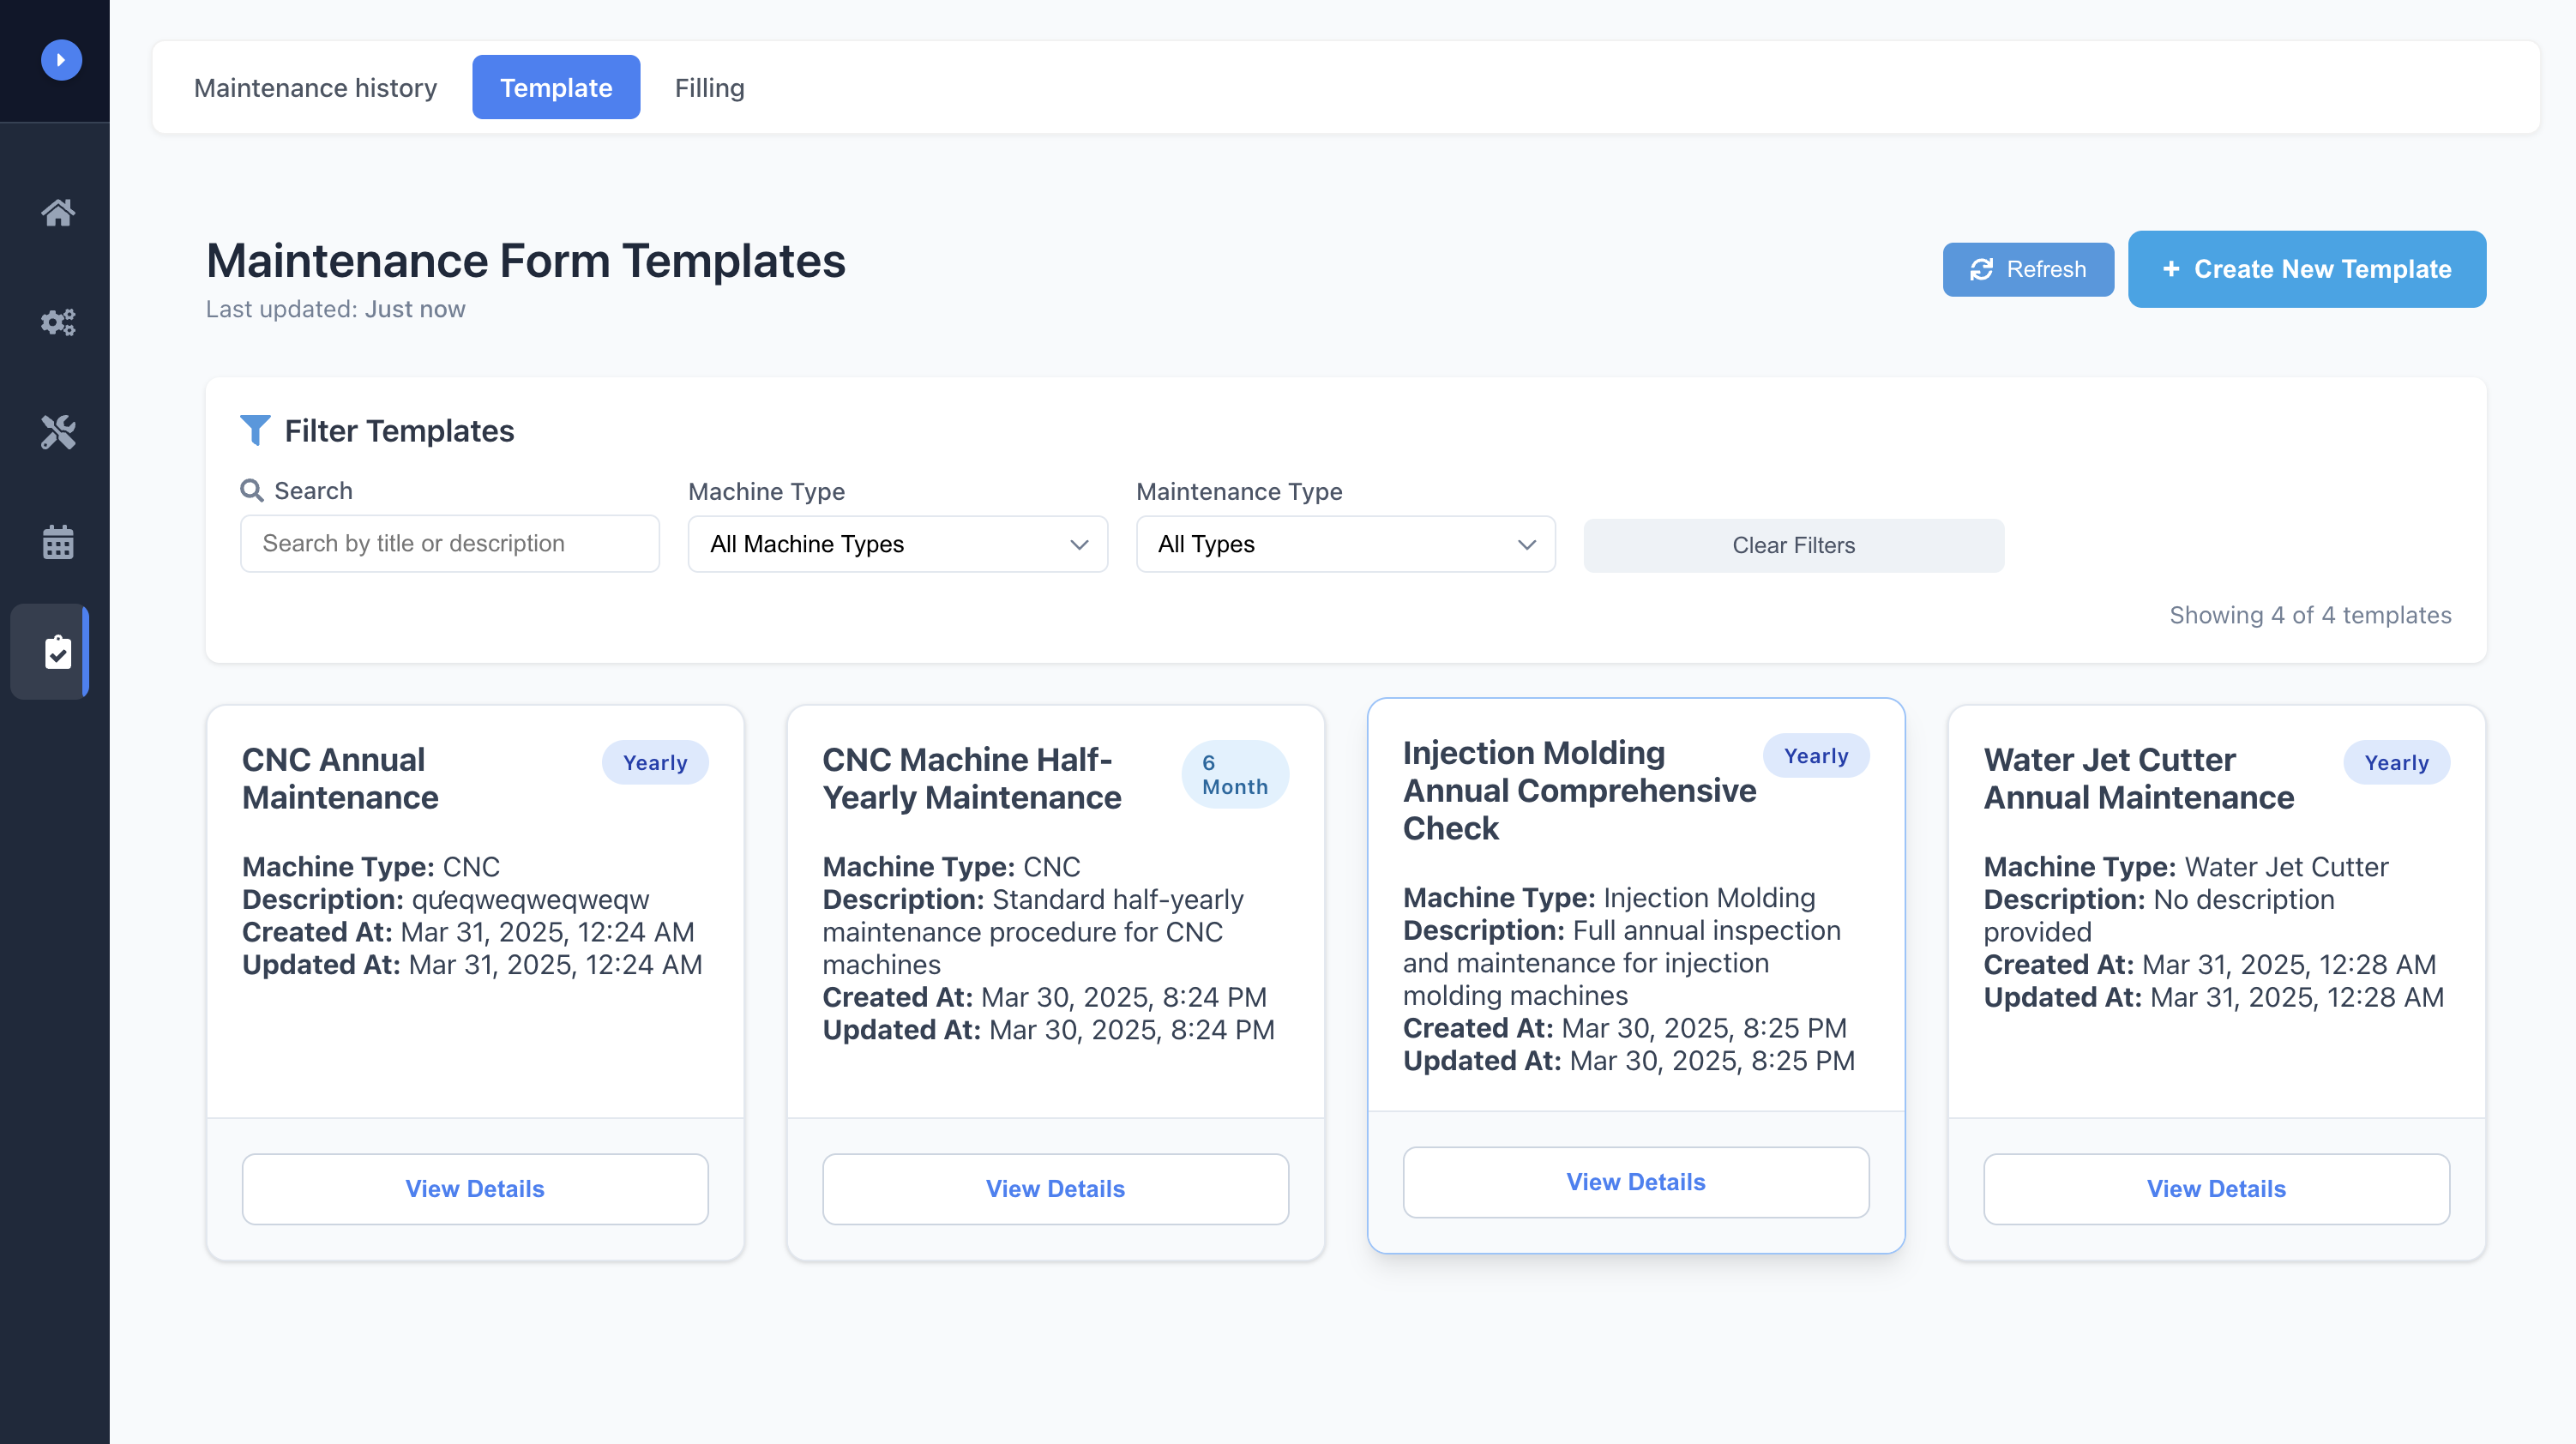 Maintenance history
Template
Filling
Maintenance Form Templates
Last updated: Just now
Refresh
+ Create New Template
Filter Templates
Search
Machine Type
Maintenance Type
Search by title or description
All Machine Types
All Types
Clear Filters
Showing 4 of 4 templates
CNC Annual
Maintenance
Yearly
Machine Type: CNC
Description: qưeqweqweqweqw
Created At: Mar 31, 2025, 12:24 AM
Updated At: Mar 31, 2025, 12:24 AM
View Details
CNC Machine Half-
Yearly Maintenance
6
Month
Machine Type: CNC
Description: Standard half-yearly
maintenance procedure for CNC
machines
Created At: Mar 30, 2025, 8:24 PM
Updated At: Mar 30, 2025, 8:24 PM
View Details
Injection Molding
Annual Comprehensive
Check
Yearly
Machine Type: Injection Molding
Description: Full annual inspection
and maintenance for injection
molding machines
Created At: Mar 30, 2025, 8:25 PM
Updated At: Mar 30, 2025, 8:25 PM
View Details
Water Jet Cutter
Annual Maintenance
Yearly
Machine Type: Water Jet Cutter
Description: No description
provided
Created At: Mar 31, 2025, 12:28 AM
Updated At: Mar 31, 2025, 12:28 AM
View Details